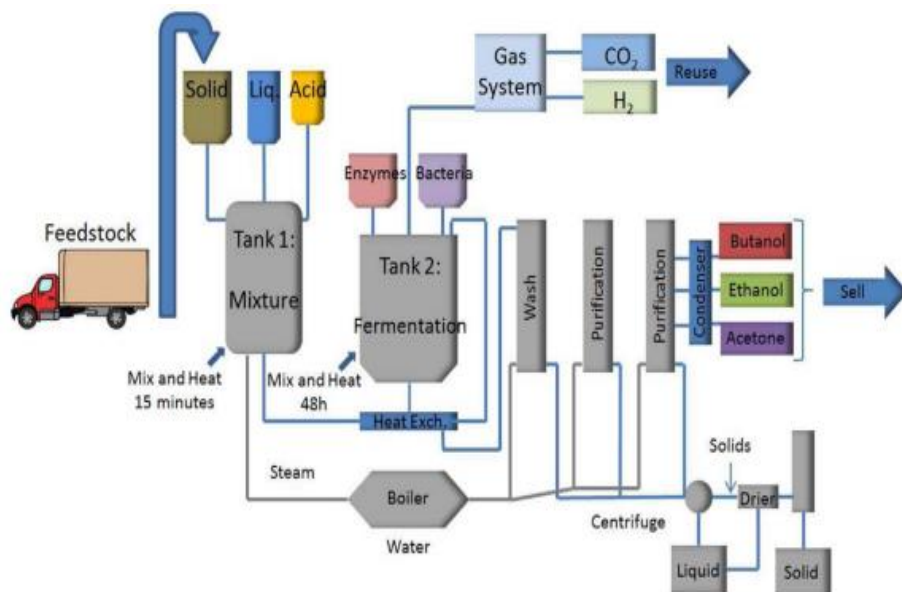 Gas
System
CO₂
H₂
Reuse
Solid
Liq.
Acid
Enzymes
Bacteria
Feedstock
Tank 1:
Mixture
Tank 2:
Fermentation
Wash
Purification
Purification
Condenser
Butanol
Ethanol
Acetone
Sell
Mix and Heat
15 minutes
Mix and Heat
48h
Heat Exch.
Steam
Boiler
Water
Solids
Centrifuge
Drier
Liquid
Solid